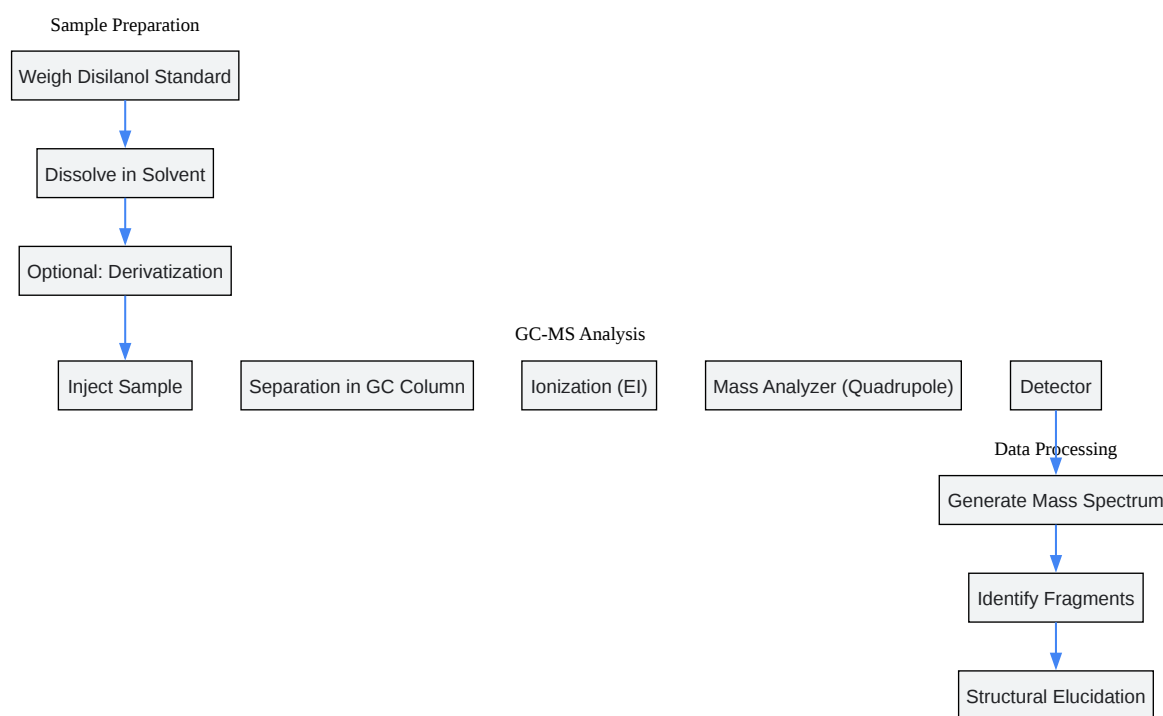 Sample Preparation
Weigh Disilanol Standard
Dissolve in Solvent
Optional: Derivatization
GC-MS Analysis
Inject Sample
Separation in GC Column
Ionization (EI)
Mass Analyzer (Quadrupole)
Detector
Data Processing
Generate Mass Spectrum
Identify Fragments
Structural Elucidation